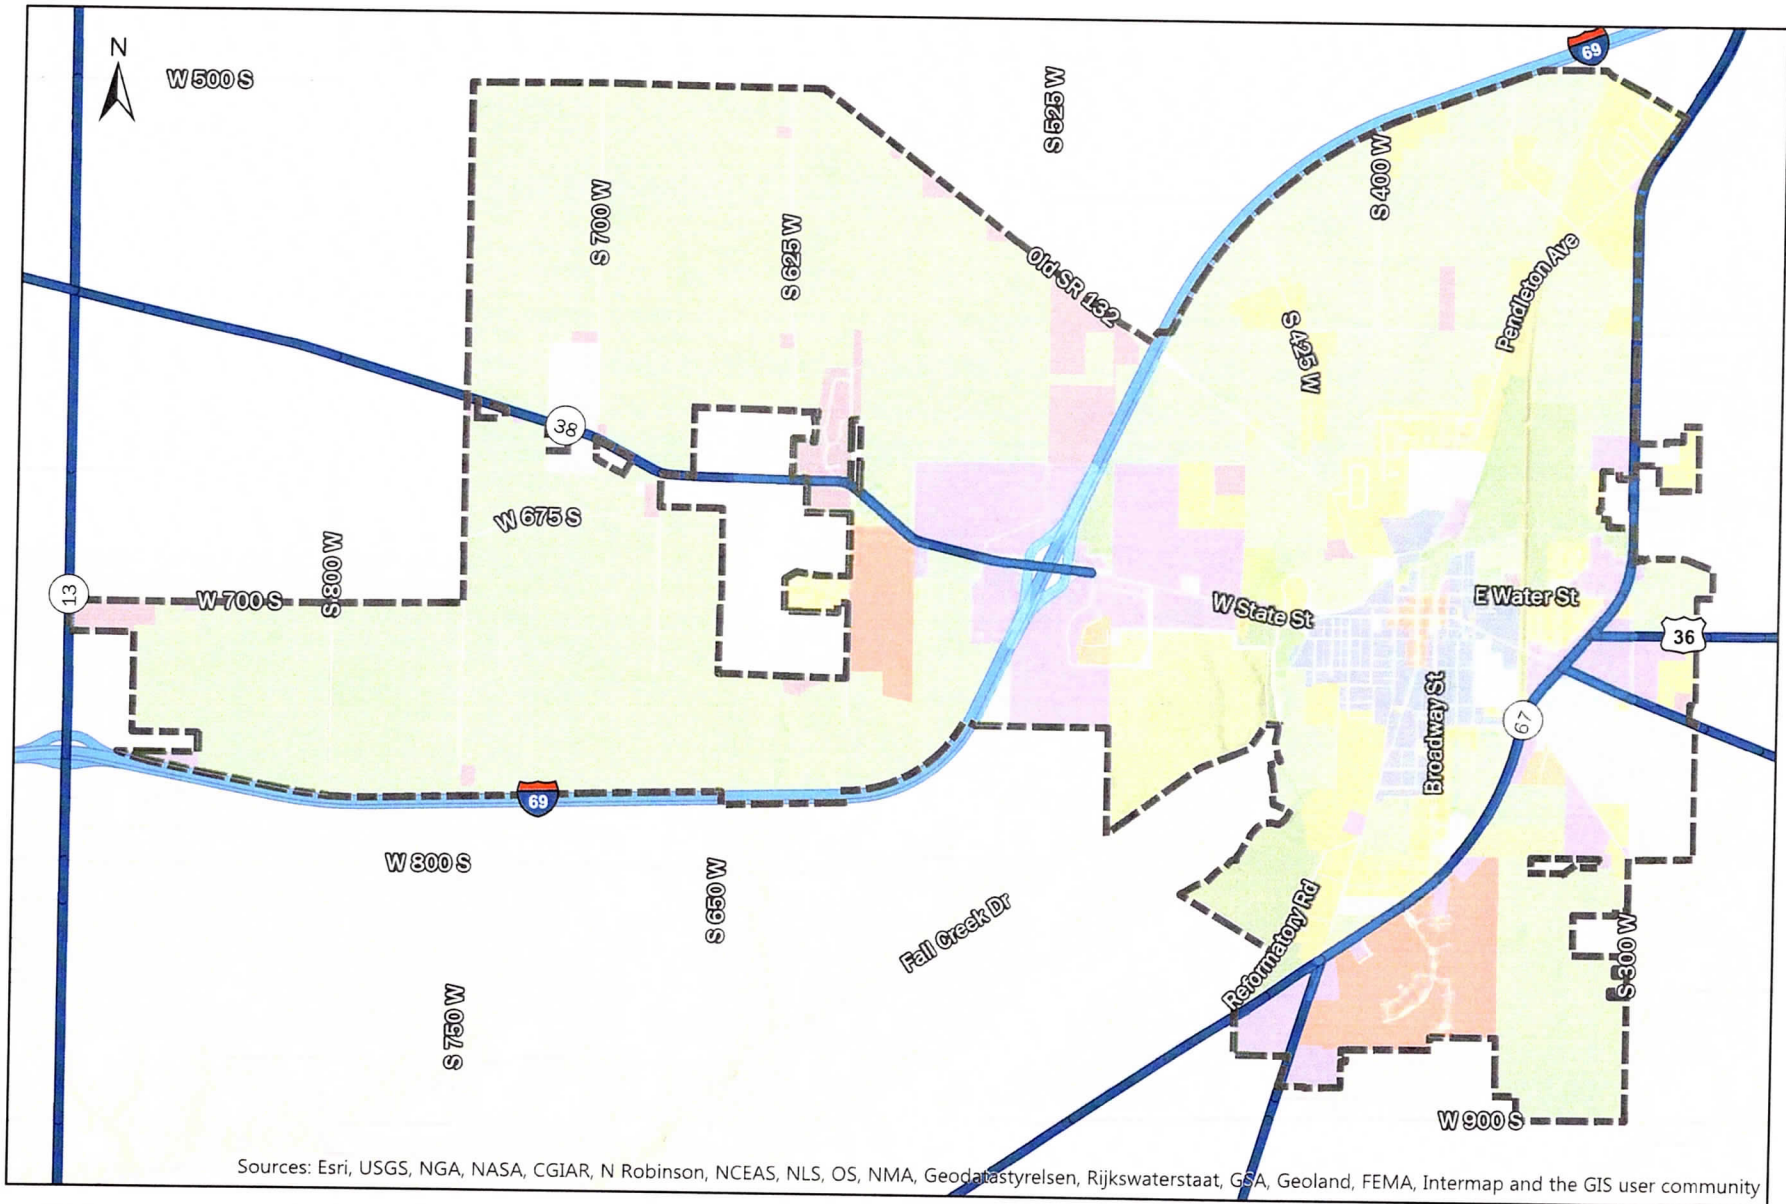 N
W 500 S
S 525 W
69
S 400 W
S 700 W
S 625 W
Old SR 132
Pendleton Ave
S 425 W
38
W 675 S
S 800 W
13
W 700 S
W State St
E Water St
36
Broadway St
67
69
W 800 S
S 650 W
Fall Creek Dr
Reformatory Rd
S 300 W
S 750 W
W 900 S
Sources: Esri, USGS, NGA, NASA, CGIAR, N Robinson, NCEAS, NLS, OS, NMA, Geodatastyrelsen, Rijkswaterstaat, GSA, Geoland, FEMA, Intermap and the GIS user community